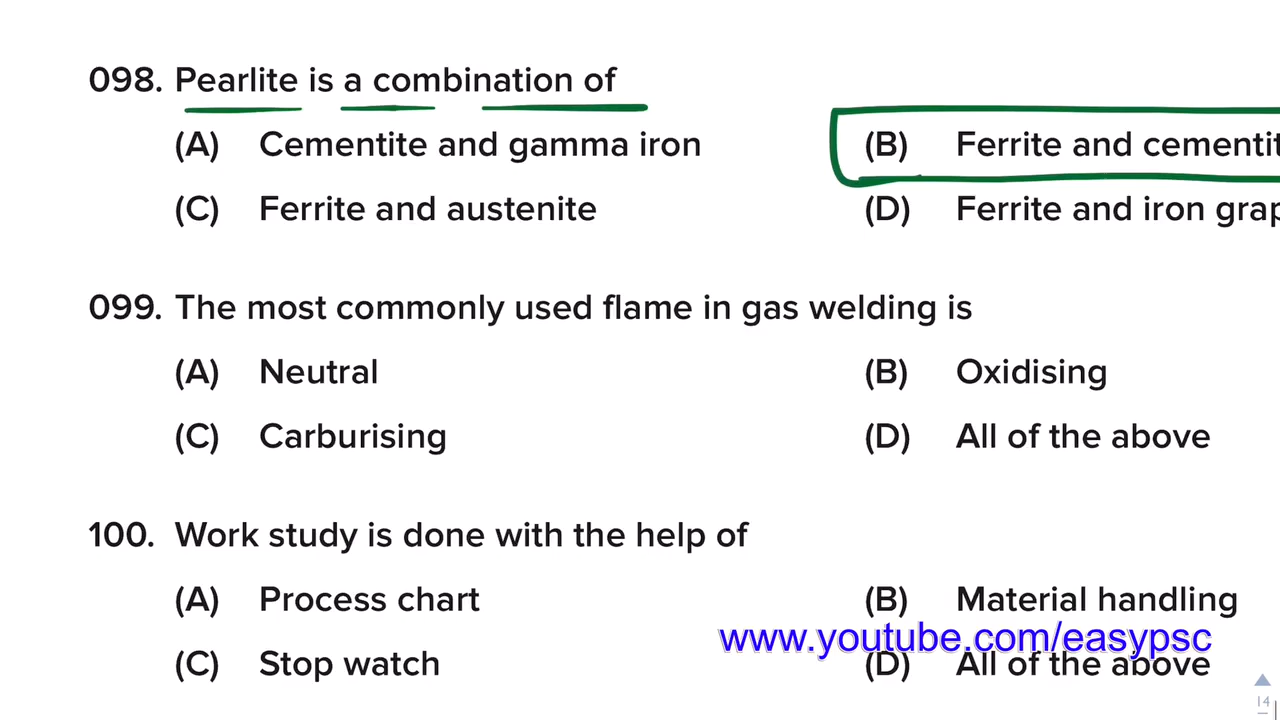 098. Pearlite is a combination of
(A) Cementite and gamma iron (B) Ferrite and cementit
(C) Ferrite and austenite (D) Ferrite and iron grap
099. The most commonly used flame in gas welding is
(A) Neutral (B) Oxidising
(C) Carburising (D) All of the above
100. Work study is done with the help of
(A) Process chart (B) Material handling
www.youtube.com/easypsc
(C) Stop watch (D) All of the above
14